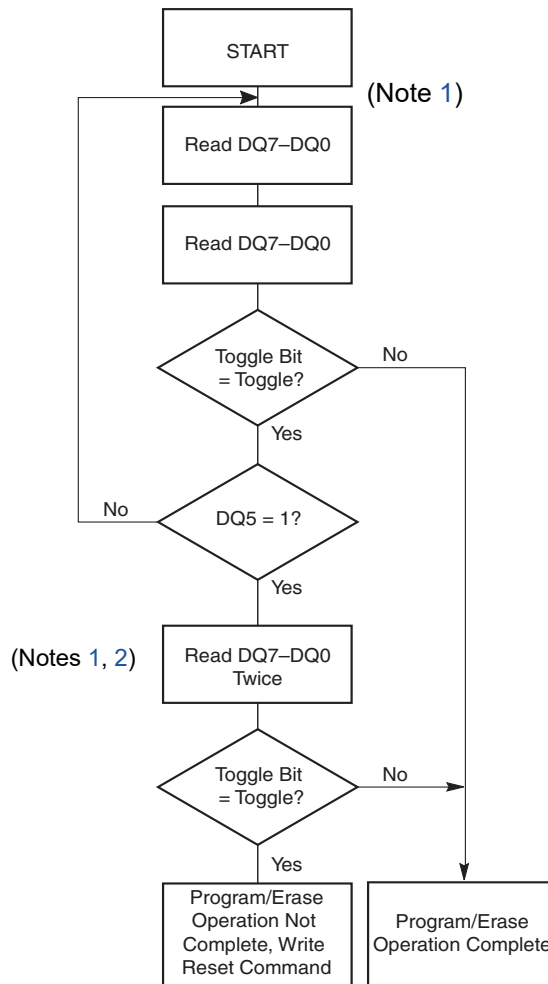 START
(Note 1)
Read DQ7–DQ0
Read DQ7–DQ0
Toggle Bit
= Toggle?
No
Yes
No
DQ5 = 1?
Yes
(Notes 1, 2)
Read DQ7–DQ0
Twice
Toggle Bit
= Toggle?
No
Yes
Program/Erase
Operation Not
Complete, Write
Reset Command
Program/Erase
Operation Complete